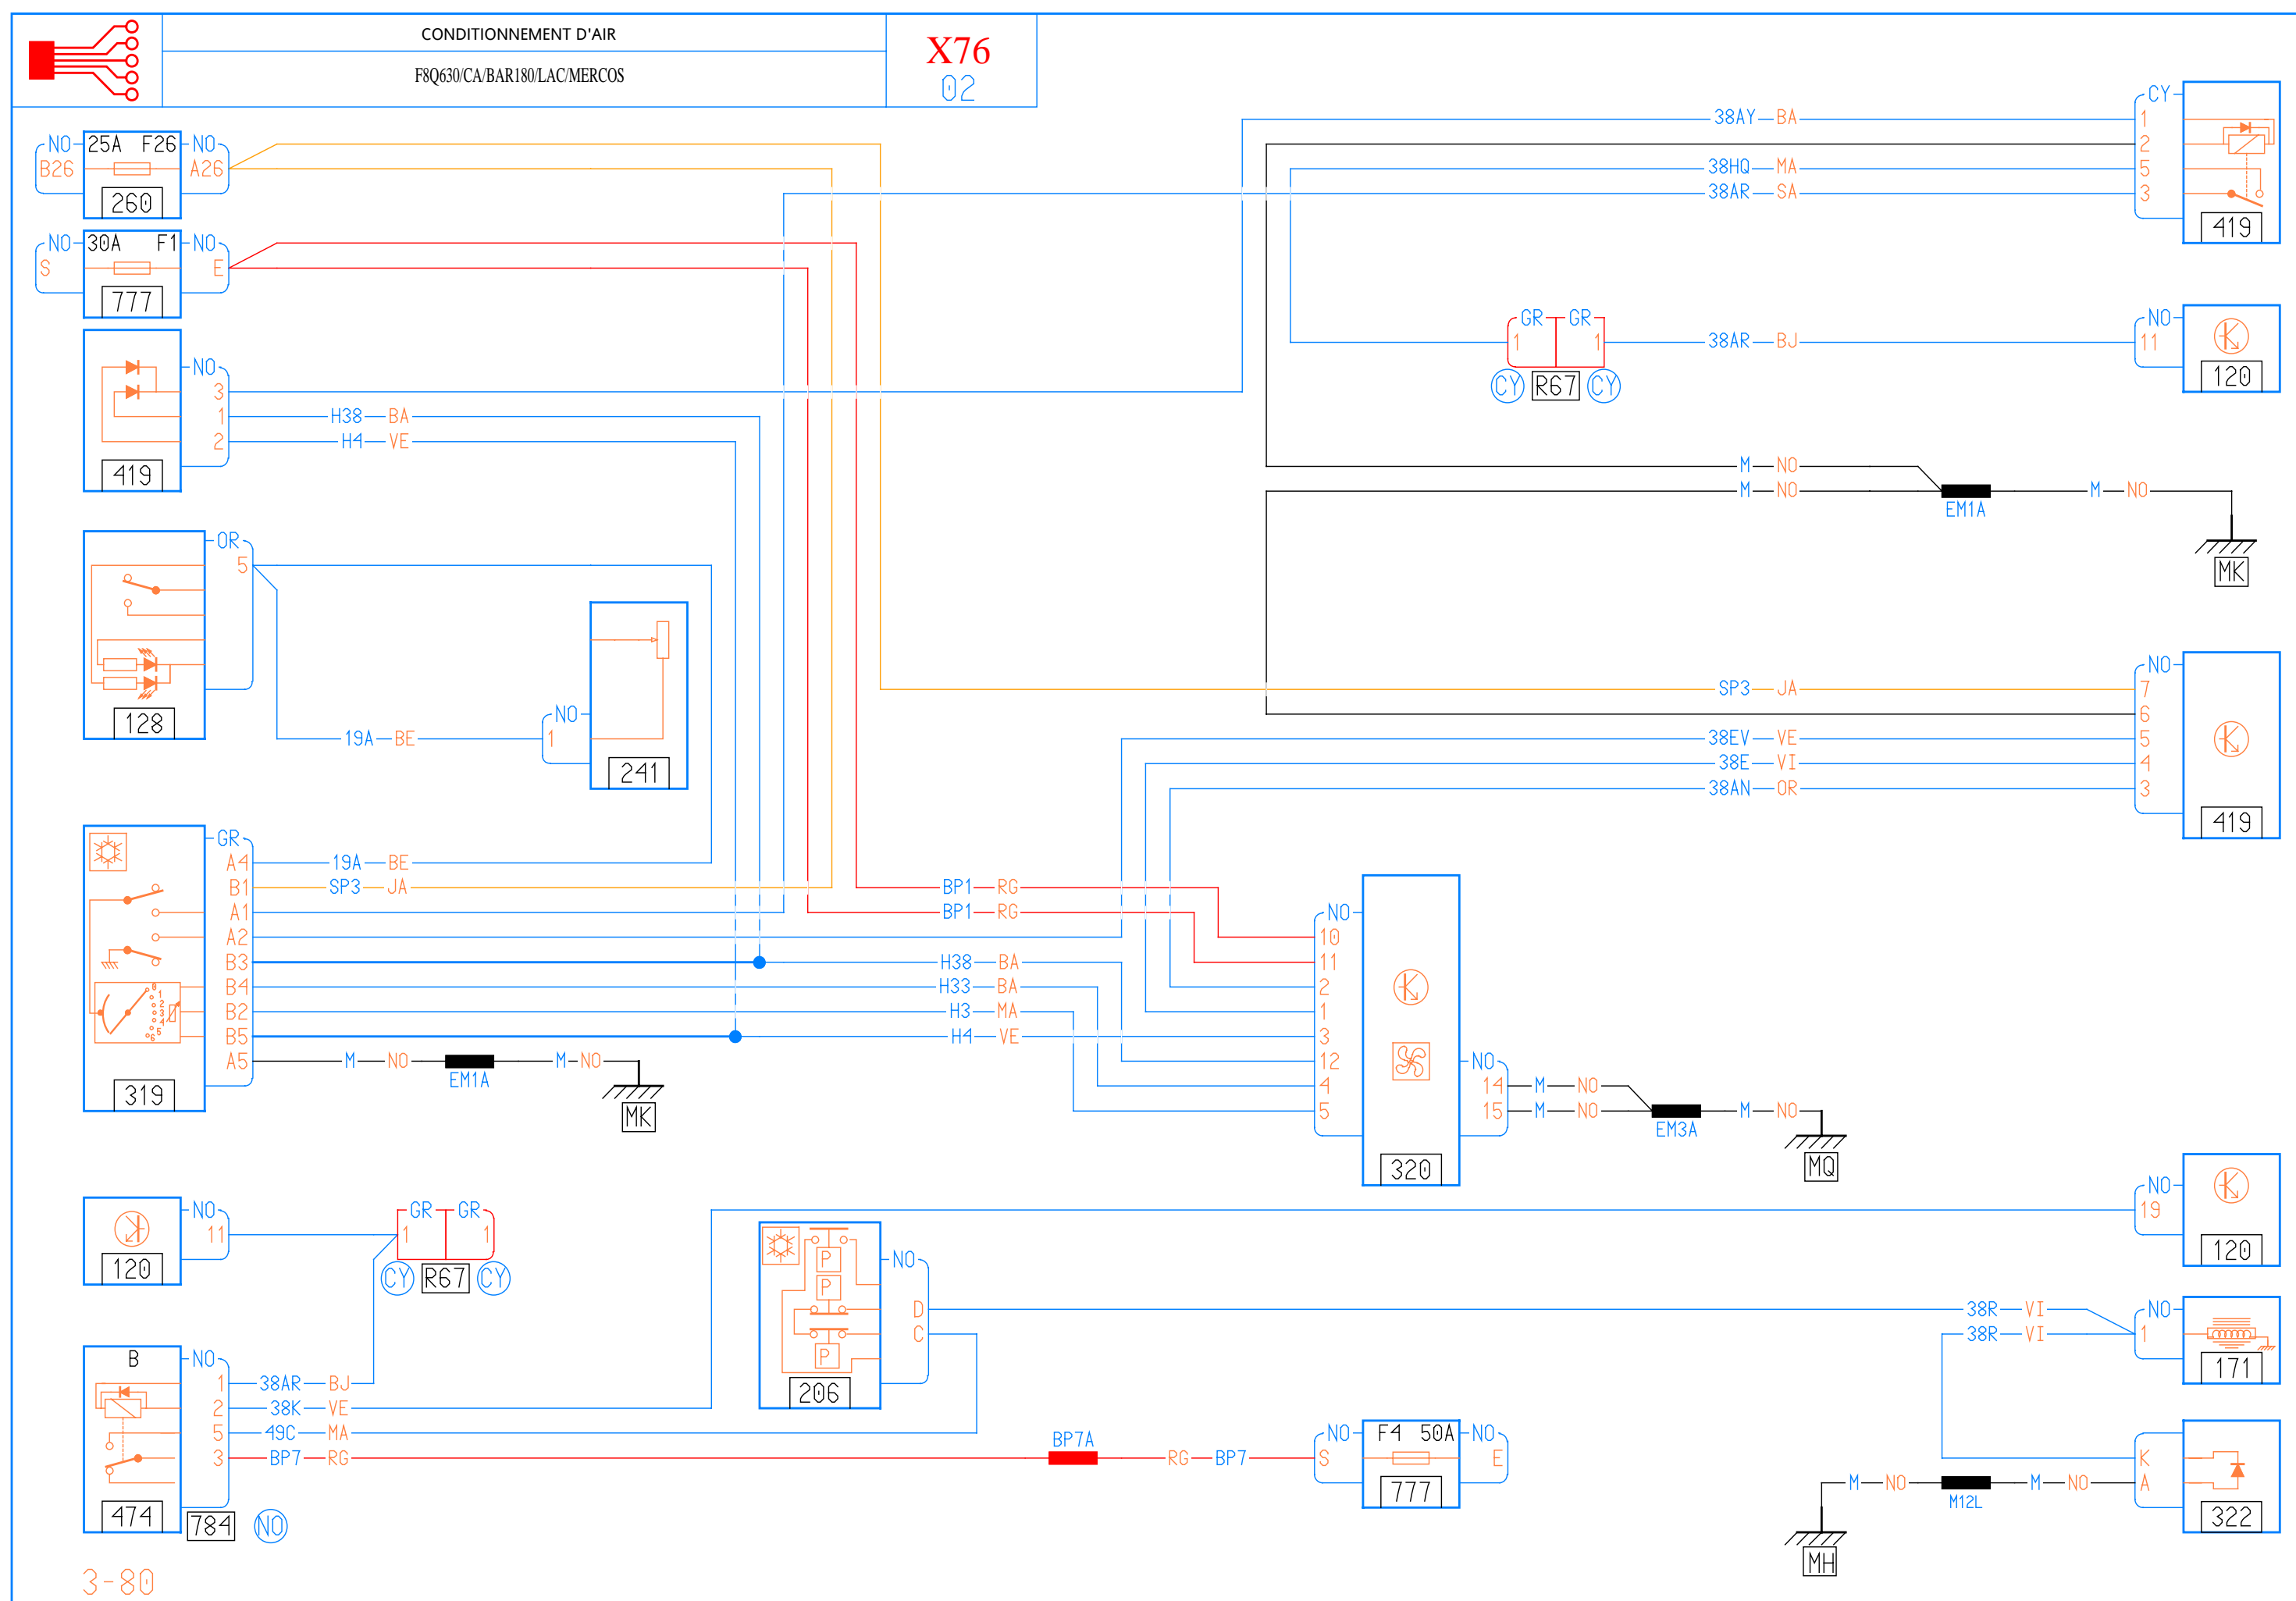 CONDITIONNEMENT D'AIR
F8Q630/CA/BAR180/LAC/MERCOS
X76
02
NO 25A F26 NO
B26 A26
260
NO 30A F1 NO
S E
777
NO
3
1 H38 BA
2 H4 VE
419
OR
5
128
19A BE
NO
1
241
GR
A4 19A BE
B1 SP3 JA
A1
A2
B3
B4
B2
B5
A5 M NO EM1A M NO
MK
0
1
2
3
4
5
6
319
BP1 RG
BP1 RG
H38 BA
H33 BA
H3 MA
H4 VE
NO
10
11
2
1
3
12
4
5
320
NO
14 M NO
15 M NO
EM3A
M NO
MQ
CY
38AY BA 1
2
38HQ MA 5
38AR SA 3
419
GR GR
1 1
CY R67 CY
38AR BJ
NO
11
120
M NO
M NO
EM1A
M NO
MK
NO
SP3 JA 7
6
38EV VE 5
38E VI 4
38AN OR 3
419
NO
11
120
GR GR
1 1
CY R67 CY
B
NO
1 38AR BJ
2 38K VE
5 49C MA
3 BP7 RG
474
784 NO
BP7A
RG BP7
NO F4 50A NO
S E
777
P
P
P
NO
D
C
206
NO
19
120
38R VI
38R VI
NO
1
171
K
A
322
M NO M12L M NO
MH
3-80